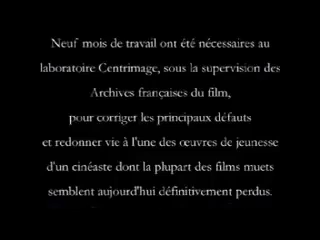 Neuf mois de travail ont été nécessaires au
laboratoire Centrimage, sous la supervision des
Archives françaises du film,
pour corriger les principaux défauts
et redonner vie à l'une des œuvres de jeunesse
d'un cinéaste dont la plupart des films muets
semblent aujourd'hui définitivement perdus.